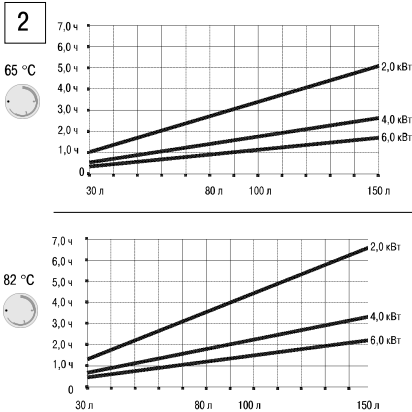 2
65 °C
7,0 ч
6,0 ч
5,0 ч
4,0 ч
3,0 ч
2,0 ч
1,0 ч
0
2,0 кВт
4,0 кВт
6,0 кВт
30 л 80 л 100 л 150 л
82 °C
7,0 ч
6,0 ч
5,0 ч
4,0 ч
3,0 ч
2,0 ч
1,0 ч
0
2,0 кВт
4,0 кВт
6,0 кВт
30 л 80 л 100 л 150 л